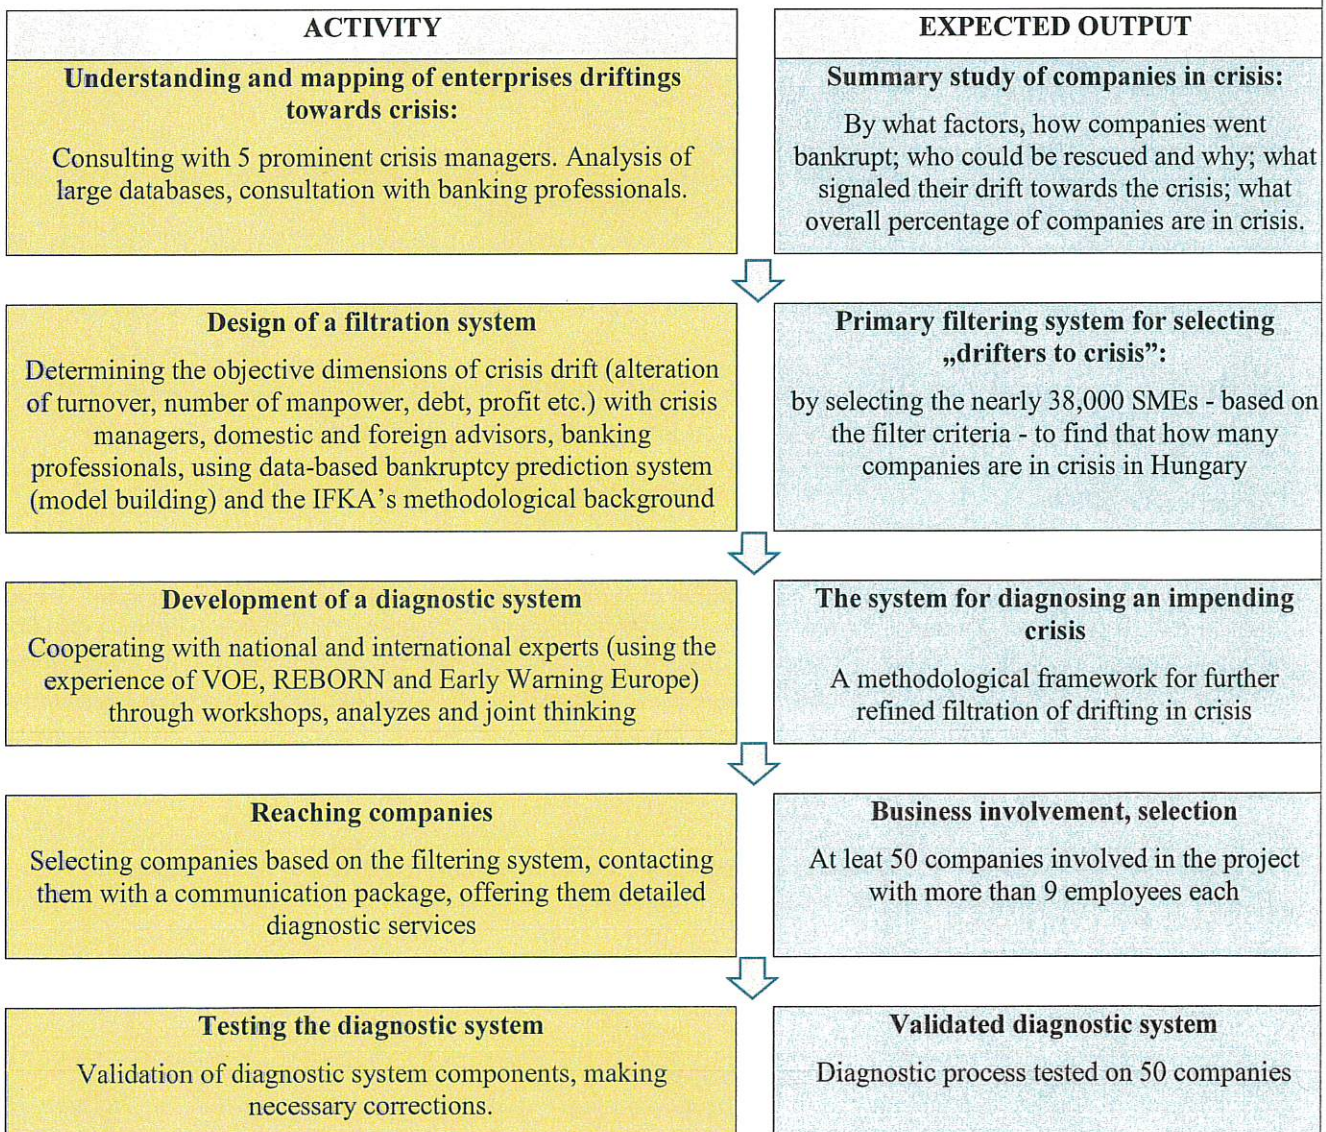 ACTIVITY
EXPECTED OUTPUT
Understanding and mapping of enterprises driftings
towards crisis:
Consulting with 5 prominent crisis managers. Analysis of
large databases, consultation with banking professionals.
Summary study of companies in crisis:
By what factors, how companies went
bankrupt; who could be rescued and why; what
signaled their drift towards the crisis; what
overall percentage of companies are in crisis.
Design of a filtration system
Determining the objective dimensions of crisis drift (alteration
of turnover, number of manpower, debt, profit etc.) with crisis
managers, domestic and foreign advisors, banking
professionals, using data-based bankruptcy prediction system
(model building) and the IFKA’s methodological background
Primary filtering system for selecting
„drifters to crisis”:
by selecting the nearly 38,000 SMEs - based on
the filter criteria - to find that how many
companies are in crisis in Hungary
Development of a diagnostic system
Cooperating with national and international experts (using the
experience of VOE, REBORN and Early Warning Europe)
through workshops, analyzes and joint thinking
The system for diagnosing an impending
crisis
A methodological framework for further
refined filtration of drifting in crisis
Reaching companies
Selecting companies based on the filtering system, contacting
them with a communication package, offering them detailed
diagnostic services
Business involvement, selection
At leat 50 companies involved in the project
with more than 9 employees each
Testing the diagnostic system
Validation of diagnostic system components, making
necessary corrections.
Validated diagnostic system
Diagnostic process tested on 50 companies